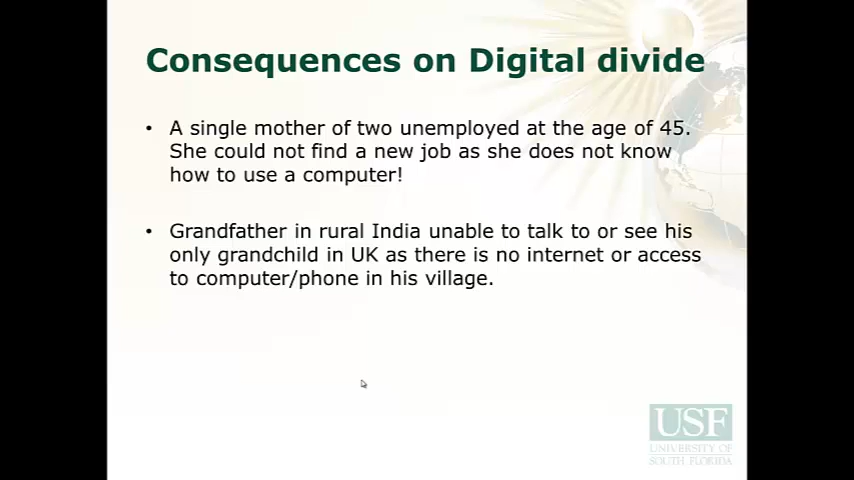 Consequences on Digital divide
• A single mother of two unemployed at the age of 45.
She could not find a new job as she does not know
how to use a computer!
• Grandfather in rural India unable to talk to or see his
only grandchild in UK as there is no internet or access
to computer/phone in his village.
USF
UNIVERSITY OF
SOUTH FLORIDA